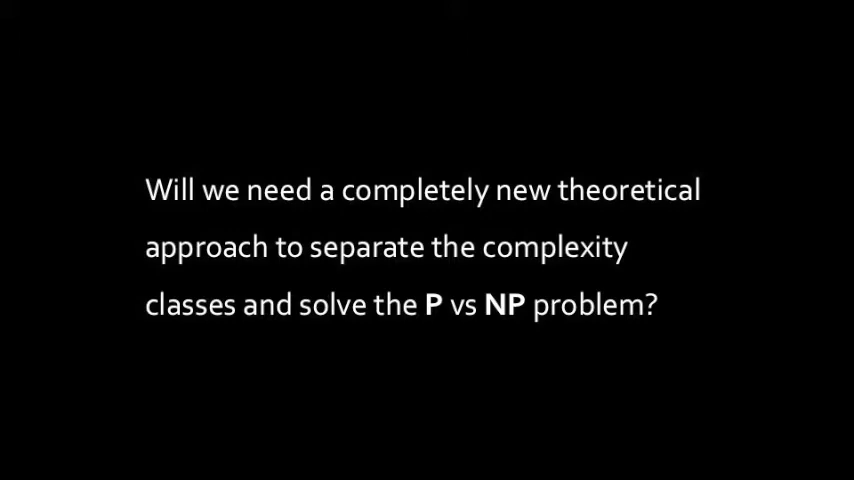 Will we need a completely new theoretical
approach to separate the complexity
classes and solve the P vs NP problem?